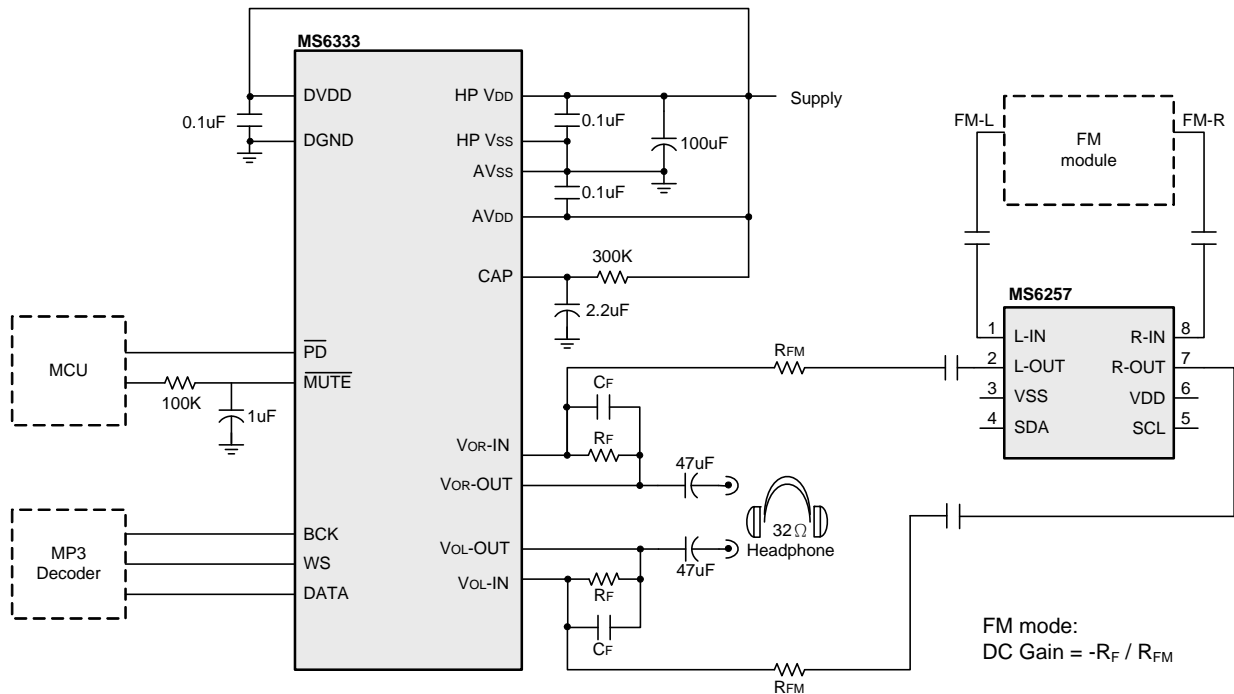 MS6333
DVDD
HP VDD
Supply
0.1uF
0.1uF
FM-L
FM-R
DGND
HP VSS
100uF
FM
module
AVSS
0.1uF
AVDD
300K
CAP
MS6257
2.2uF
1
L-IN
R-IN
8
MCU
PD
RFM
2
L-OUT
R-OUT
7
MUTE
100K
CF
3
VSS
VDD
6
1uF
4
SDA
SCL
5
VOR-IN
RF
47uF
VOR-OUT
BCK
32Ω
Headphone
MP3
Decoder
VOL-OUT
WS
47uF
VOL-IN
RF
DATA
CF
FM mode:
DC Gain = -RF / RFM
RFM